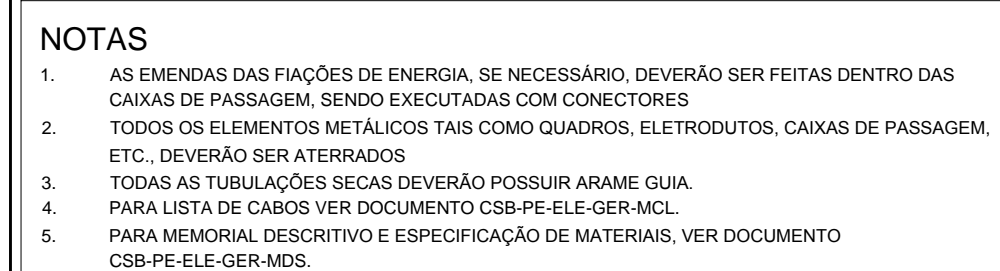 NOTAS
1. AS EMENDAS DAS FIAÇÕES DE ENERGIA, SE NECESSÁRIO, DEVERÃO SER FEITAS DENTRO DAS
CAIXAS DE PASSAGEM, SENDO EXECUTADAS COM CONECTORES
2. TODOS OS ELEMENTOS METÁLICOS TAIS COMO QUADROS, ELETRODUTOS, CAIXAS DE PASSAGEM,
ETC., DEVERÃO SER ATERRADOS
3. TODAS AS TUBULAÇÕES SECAS DEVERÃO POSSUIR ARAME GUIA.
4. PARA LISTA DE CABOS VER DOCUMENTO CSB-PE-ELE-GER-MCL.
5. PARA MEMORIAL DESCRITIVO E ESPECIFICAÇÃO DE MATERIAIS, VER DOCUMENTO
CSB-PE-ELE-GER-MDS.